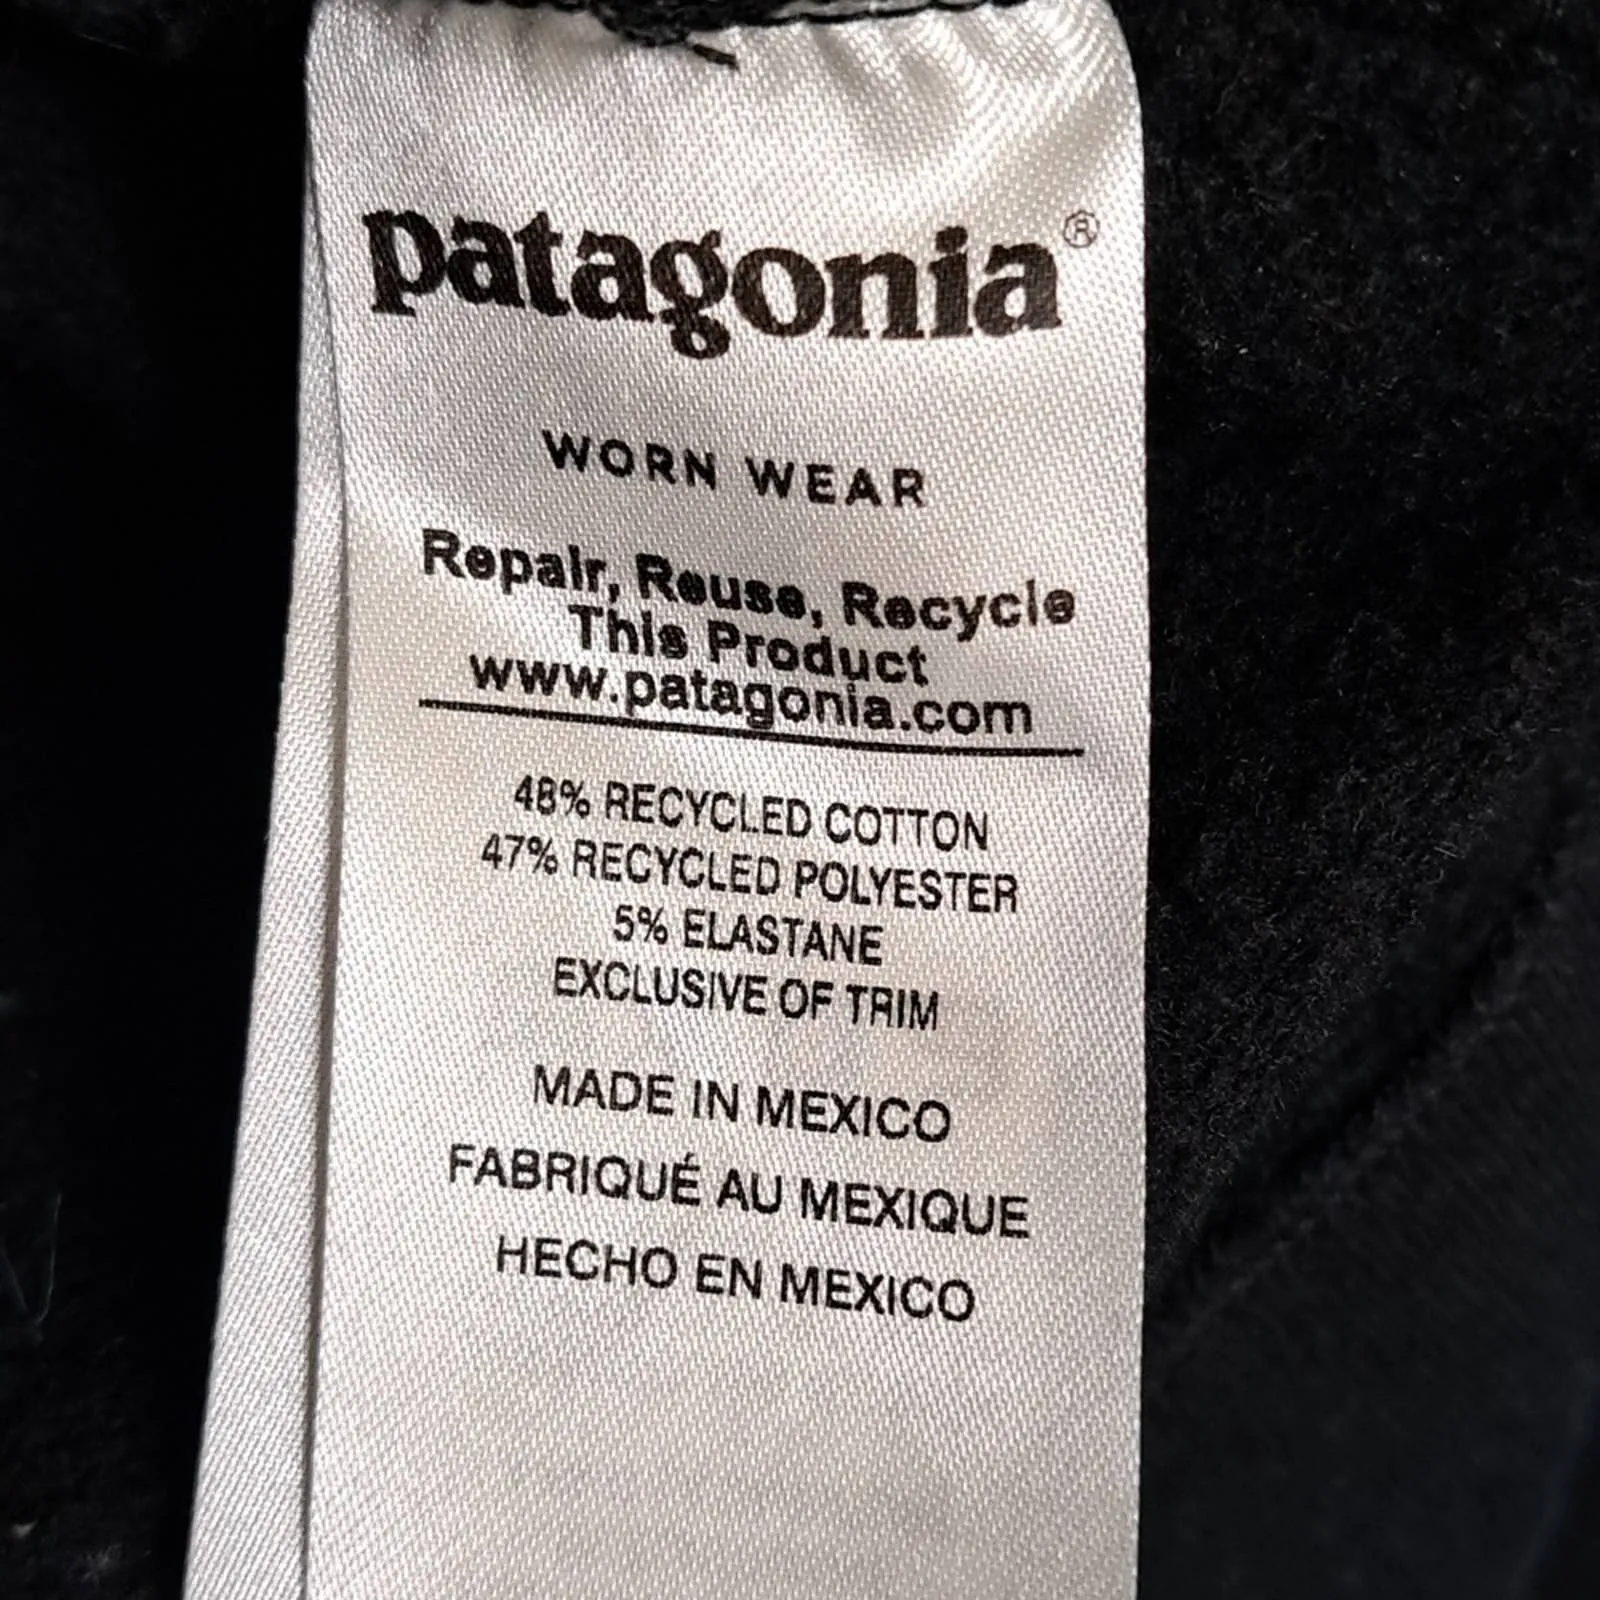 patagonia®
WORN WEAR
Repair, Reuse, Recycle
This Product
www.patagonia.com
48% RECYCLED COTTON
47% RECYCLED POLYESTER
5% ELASTANE
EXCLUSIVE OF TRIM
MADE IN MEXICO
FABRIQUÉ AU MEXIQUE
HECHO EN MEXICO